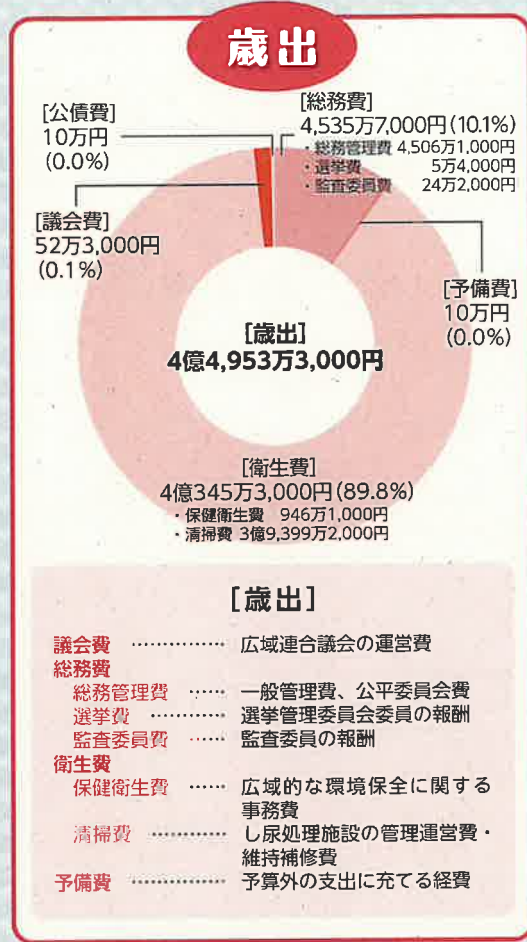 歳出
[公債費]
10万円
(0.0%)
[総務費]
4,535万7,000円(10.1%)
・総務管理費 4,506万1,000円
・選挙費 5万4,000円
・監査委員費 24万2,000円
[議会費]
52万3,000円
(0.1%)
[予備費]
10万円
(0.0%)
[歳出]
4億4,953万3,000円
[衛生費]
4億345万3,000円(89.8%)
・保健衛生費 946万1,000円
・清掃費 3億9,399万2,000円
[歳出]
議会費 ………… 広域連合議会の運営費
総務費
総務管理費 …… 一般管理費、公平委員会費
選挙費 ………… 選挙管理委員会委員の報酬
監査委員費 …… 監査委員の報酬
衛生費
保健衛生費 …… 広域的な環境保全に関する
事務費
清掃費 ………… し尿処理施設の管理運営費・
維持補修費
予備費 ………… 予算外の支出に充てる経費